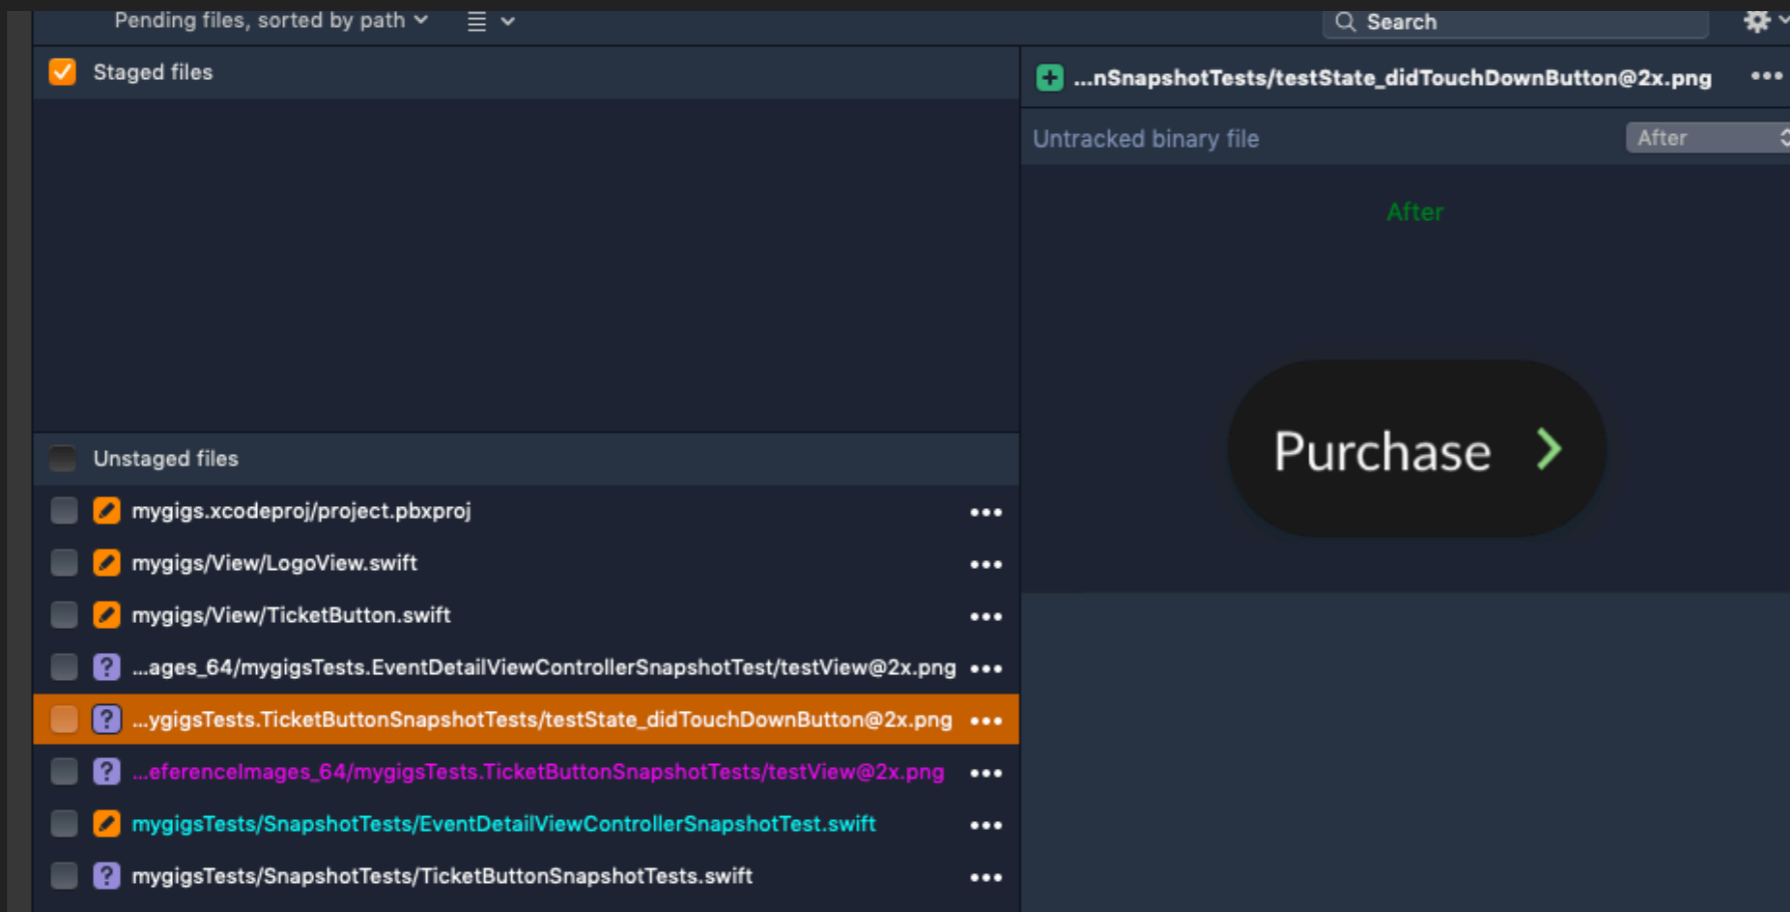 Pending files, sorted by path
Search
Staged files
...nSnapshotTests/testState_didTouchDownButton@2x.png
Untracked binary file
After
After
Purchase
Unstaged files
mygigs.xcodeproj/project.pbxproj
mygigs/View/LogoView.swift
mygigs/View/TicketButton.swift
...ages_64/mygigsTests.EventDetailViewControllerSnapshotTest/testView@2x.png
...ygigsTests.TicketButtonSnapshotTests/testState_didTouchDownButton@2x.png
...eferenceImages_64/mygigsTests.TicketButtonSnapshotTests/testView@2x.png
mygigsTests/SnapshotTests/EventDetailViewControllerSnapshotTest.swift
mygigsTests/SnapshotTests/TicketButtonSnapshotTests.swift